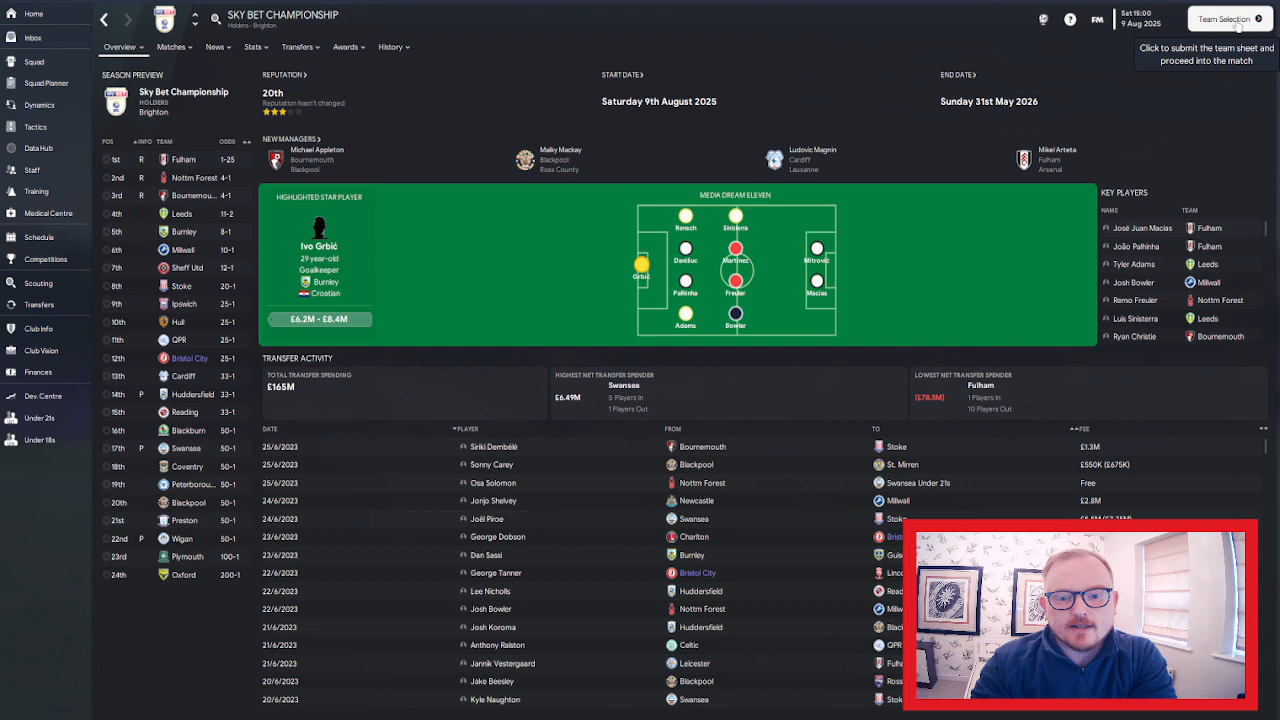 Home
SKY BET CHAMPIONSHIP
Holders - Brighton
Sat 15:00
9 Aug 2025
FM
Team Selection
Click to submit the team sheet and
proceed into the match
Inbox
Squad
Squad Planner
Dynamics
Tactics
Data Hub
Staff
Training
Medical Centre
Schedule
Competitions
Scouting
Transfers
Club Info
Club Vision
Finances
Dev.Centre
Under 21s
Under 18s
Overview
Matches
News
Stats
Transfers
Awards
History
SEASON PREVIEW
Sky Bet Championship
HOLDERS
Brighton
POS INFO TEAM ODDS
1st R Fulham 1-25
2nd R Nottm Forest 4-1
3rd R Bournemou... 4-1
4th Leeds 11-2
5th Burnley 8-1
6th Millwall 10-1
7th Sheff Utd 12-1
8th Stoke 20-1
9th Ipswich 25-1
10th Hull 25-1
11th QPR 25-1
12th Bristol City 25-1
13th Cardiff 33-1
14th P Huddersfield 33-1
15th Reading 40-1
16th Blackburn 50-1
17th P Swansea 50-1
18th Coventry 50-1
19th Peterborou... 50-1
20th Blackpool 50-1
21st Preston 50-1
22nd P Wigan 50-1
23rd Plymouth 100-1
24th Oxford 200-1
REPUTATION
20th
Reputation hasn't changed
START DATE
Saturday 9th August 2025
END DATE
Sunday 31st May 2026
NEW MANAGERS
Michael Appleton
Bournemouth
Blackpool
Malky Mackay
Blackpool
Ross County
Ludovic Magnin
Cardiff
Lausanne
Mikel Arteta
Fulham
Arsenal
HIGHLIGHTED STAR PLAYER
Ivo Grbić
29 year-old
Goalkeeper
Burnley
Croatian
£6.2M - £8.4M
MEDIA DREAM ELEVEN
Rensch
Sinisterra
Daniliuc
Martinez
Mitrović
Grbić
Palhinha
Freuler
Macias
Adams
Bowler
KEY PLAYERS
NAME TEAM
José Juan Macías Fulham
João Palhinha Fulham
Tyler Adams Leeds
Josh Bowler Millwall
Remo Freuler Nottm Forest
Luis Sinisterra Leeds
Ryan Christie Bournemouth
TRANSFER ACTIVITY
TOTAL TRANSFER SPENDING
£165M
HIGHEST NET TRANSFER SPENDER
£6.49M
Swansea
5 Players In
1 Players Out
LOWEST NET TRANSFER SPENDER
(£78.5M)
Fulham
1 Players In
10 Players Out
DATE PLAYER FROM TO FEE
25/6/2023 Siriki Dembélé Bournemouth Stoke £1.3M
25/6/2023 Sonny Carey Blackpool St. Mirren £550K (£675K)
25/6/2023 Osa Solomon Nottm Forest Swansea Under 21s Free
24/6/2023 Jonjo Shelvey Newcastle Millwall £2.8M
24/6/2023 Joël Piroe Swansea Stoke
23/6/2023 George Dobson Charlton Brist
23/6/2023 Dan Sassi Burnley Guis
22/6/2023 George Tanner Bristol City Linc
22/6/2023 Lee Nicholls Huddersfield Rea
22/6/2023 Josh Bowler Nottm Forest Millw
21/6/2023 Josh Koroma Huddersfield Blac
21/6/2023 Anthony Ralston Celtic QPR
21/6/2023 Jannik Vestergaard Leicester Fulha
20/6/2023 Jake Beesley Blackpool Ross
20/6/2023 Kyle Naughton Swansea Stoke